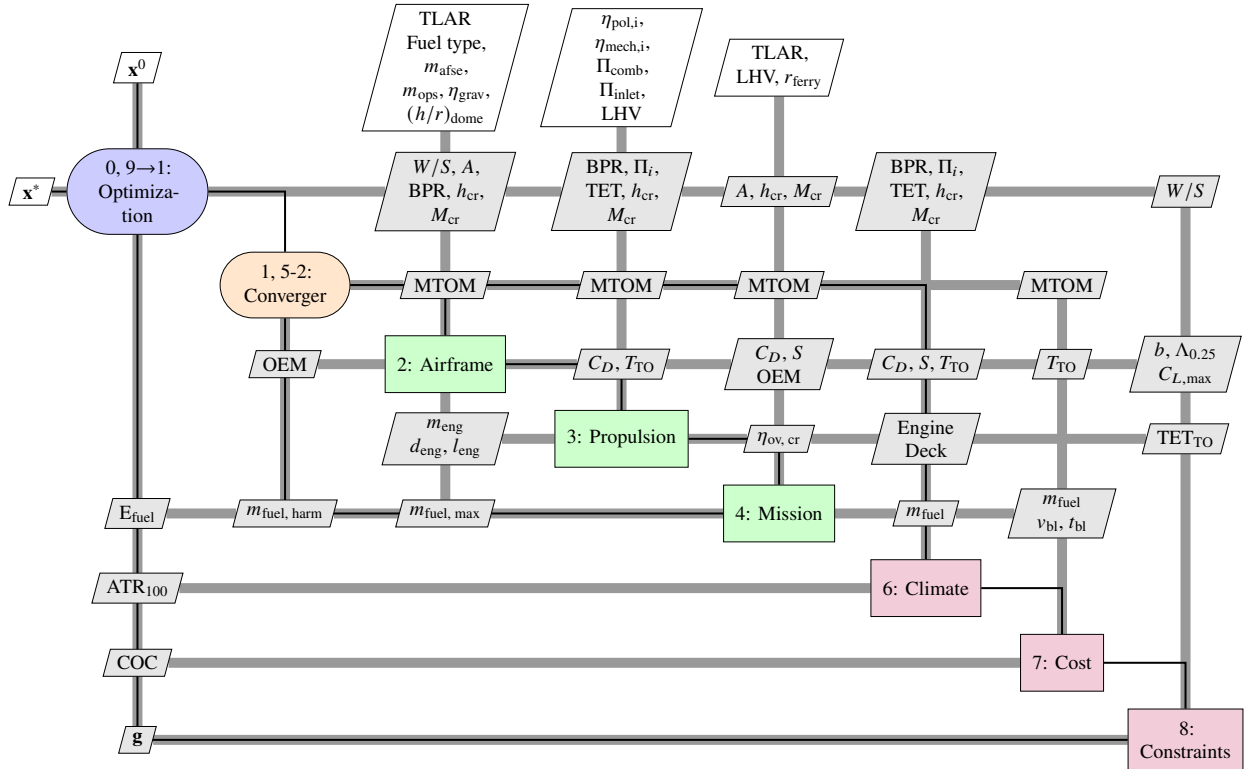 TLAR
Fuel type,
m_afse,
m_ops, η_grav,
(h/r)_dome
η_pol,i,
η_mech,i,
Π_comb,
Π_inlet,
LHV
TLAR,
LHV, r_ferry
x⁰
x*
0, 9→1:
Optimiza-
tion
W/S, A,
BPR, h_cr,
M_cr
BPR, Π_i,
TET, h_cr,
M_cr
A, h_cr, M_cr
BPR, Π_i,
TET, h_cr,
M_cr
W/S
1, 5-2:
Converger
MTOM
MTOM
MTOM
MTOM
OEM
2: Airframe
C_D, T_TO
C_D, S
OEM
C_D, S, T_TO
T_TO
b, Λ_0.25
C_L,max
m_eng
d_eng, l_eng
3: Propulsion
η_ov, cr
Engine
Deck
TET_TO
E_fuel
m_fuel, harm
m_fuel, max
4: Mission
m_fuel
m_fuel
v_bl, t_bl
ATR_100
6: Climate
COC
7: Cost
g
8:
Constraints